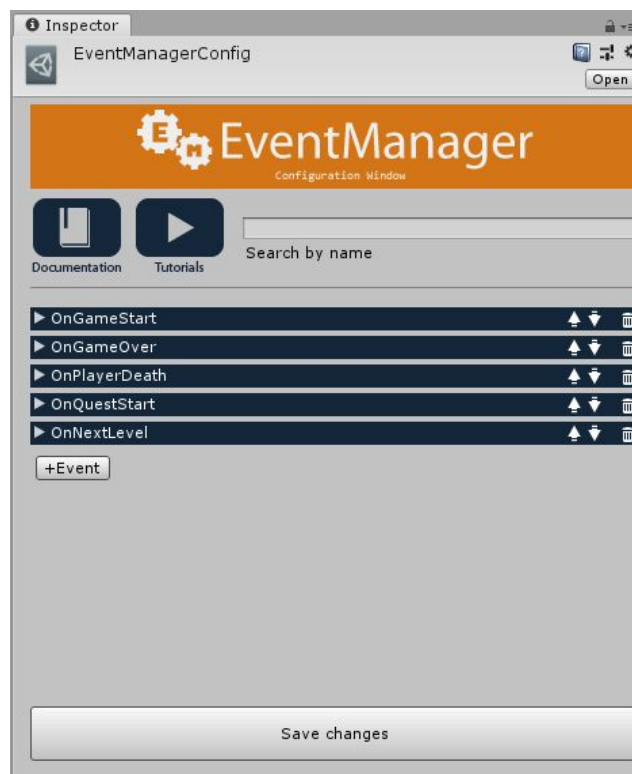 Inspector
EventManagerConfig
Open
EM EventManager
Configuration Window
Documentation
Tutorials
Search by name
OnGameStart
OnGameOver
OnPlayerDeath
OnQuestStart
OnNextLevel
+Event
Save changes